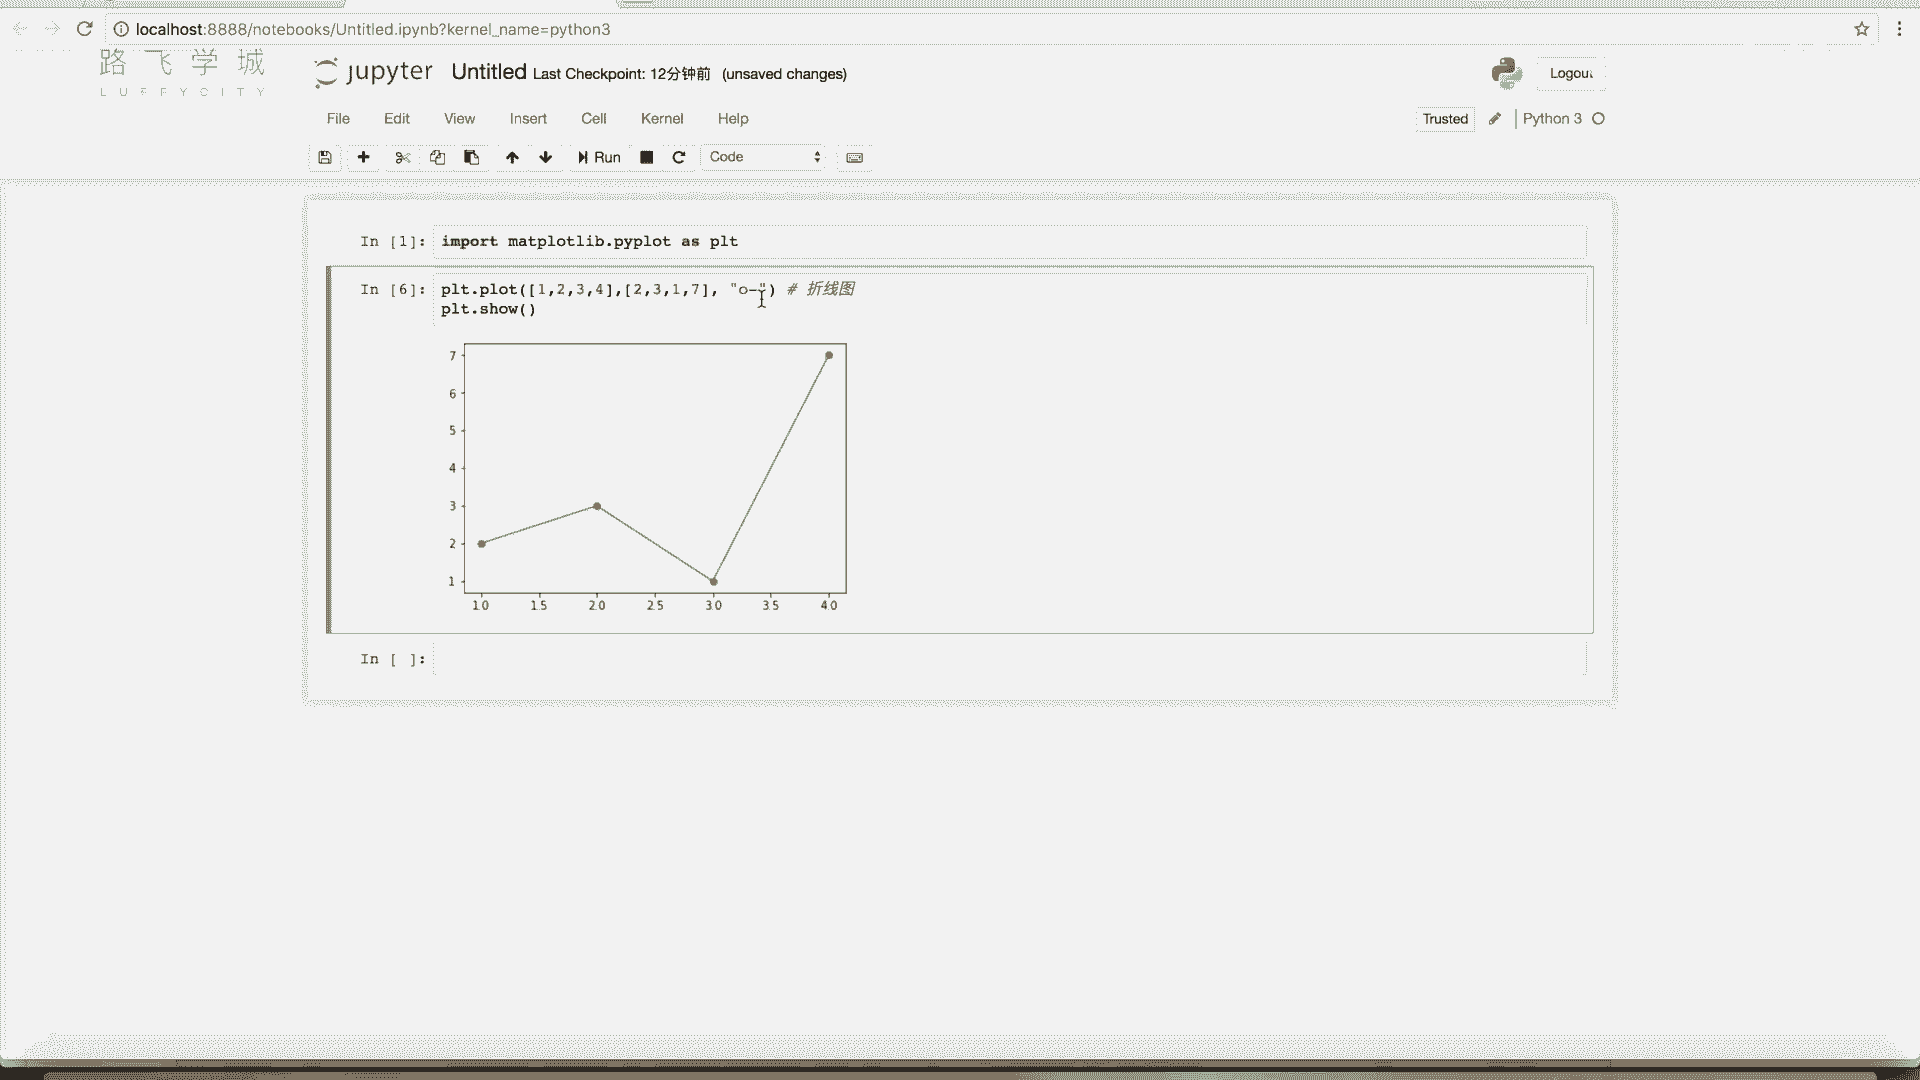 localhost:8888/notebooks/Untitled.ipynb?kernel_name=python3
路飞学城
LUFFYCITY
jupyter Untitled Last Checkpoint: 12分钟前 (unsaved changes)
Logout
File Edit View Insert Cell Kernel Help
Trusted Python 3
Run Code
In [1]: import matplotlib.pyplot as plt
In [6]: plt.plot([1,2,3,4],[2,3,1,7], "o-") # 折线图
plt.show()
7
6
5
4
3
2
1
1.0 1.5 2.0 2.5 3.0 3.5 4.0
In [ ]: